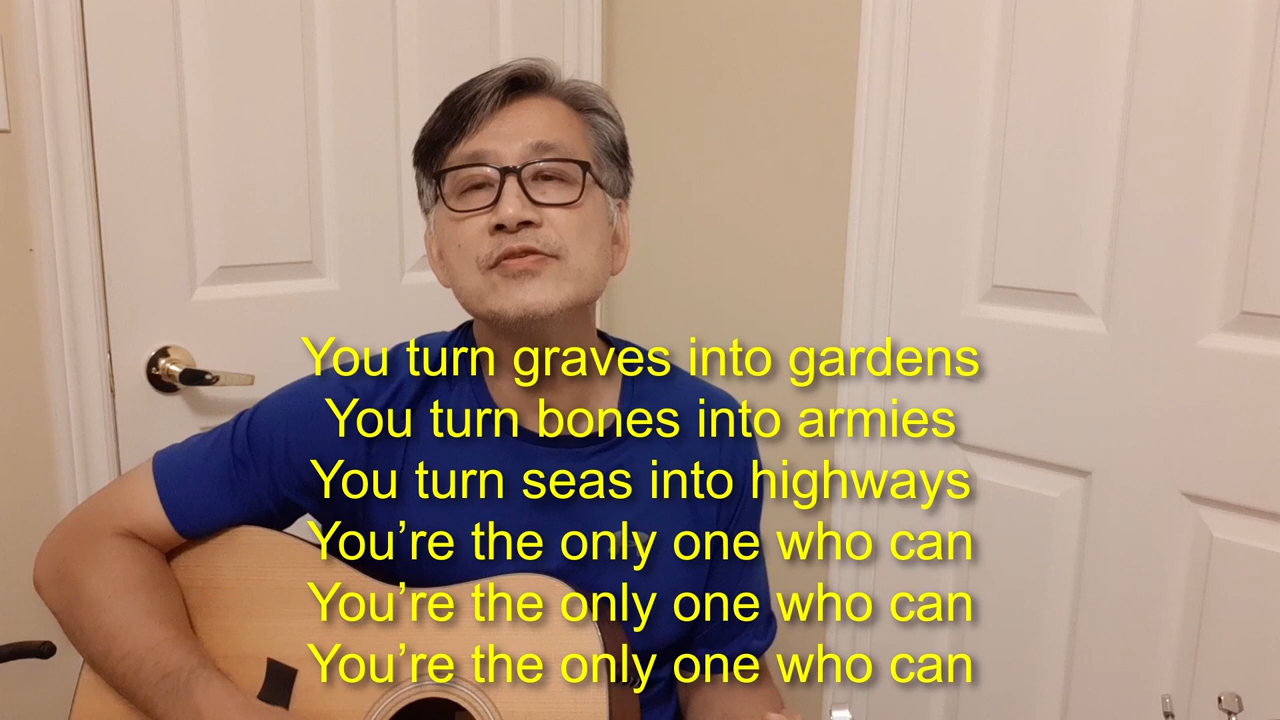 You turn graves into gardens
You turn bones into armies
You turn seas into highways
You’re the only one who can
You’re the only one who can
You’re the only one who can